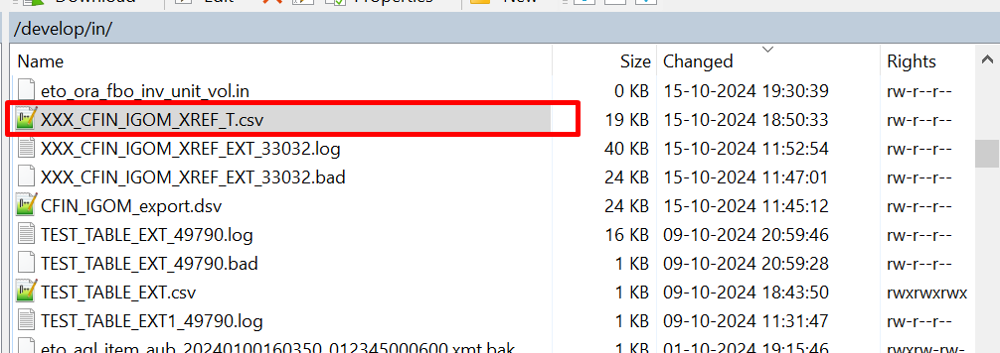 Download Edit Properties New
/develop/in/
Name Size Changed Rights
eto_ora_fbo_inv_unit_vol.in 0 KB 15-10-2024 19:30:39 rw-r--r--
XXX_CFIN_IGOM_XREF_T.csv 19 KB 15-10-2024 18:50:33 rw-r--r--
XXX_CFIN_IGOM_XREF_EXT_33032.log 40 KB 15-10-2024 11:52:54 rw-r--r--
XXX_CFIN_IGOM_XREF_EXT_33032.bad 24 KB 15-10-2024 11:47:01 rw-r--r--
CFIN_IGOM_export.dsv 24 KB 15-10-2024 11:45:12 rw-r--r--
TEST_TABLE_EXT_49790.log 16 KB 09-10-2024 20:59:46 rw-r--r--
TEST_TABLE_EXT_49790.bad 1 KB 09-10-2024 20:59:28 rw-r--r--
TEST_TABLE_EXT.csv 1 KB 09-10-2024 18:43:50 rwxrwxrwx
TEST_TABLE_EXT1_49790.log 1 KB 09-10-2024 11:31:47 rw-r--r--
eto_agl_item_aub_20240100160350_012345000600.xmt.bak 1 KB 01-10-2024 19:15:46 rwxrw-rw-